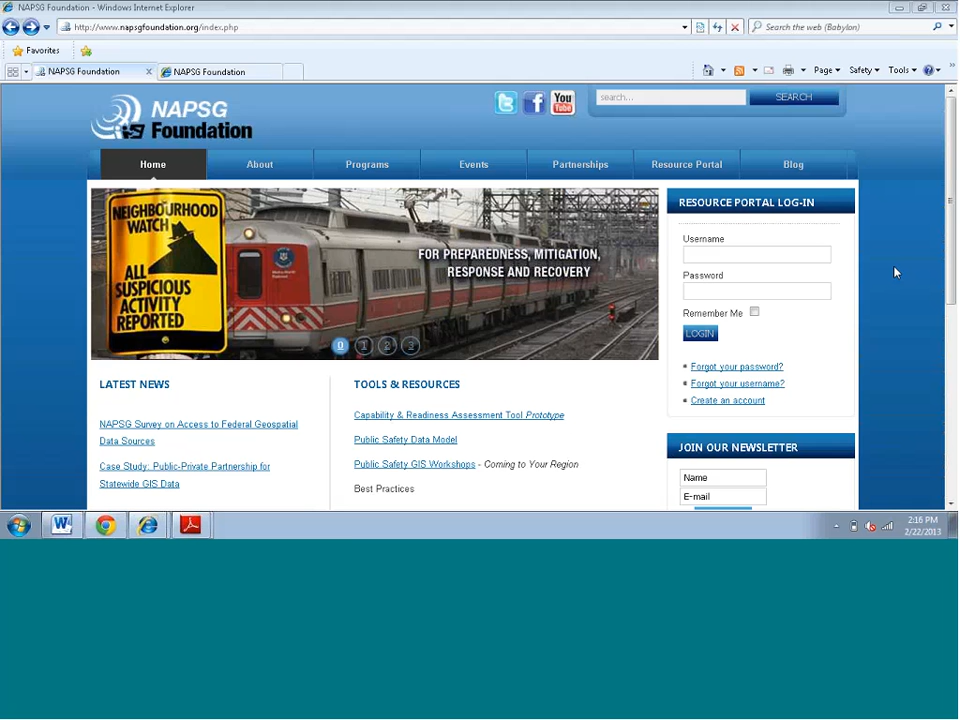 NAPSG Foundation - Windows Internet Explorer
http://www.napsgfoundation.org/index.php
Search the web (Babylon)
Favorites
NAPSG Foundation
NAPSG Foundation
Page
Safety
Tools
NAPSG
Foundation
You
Tube
search...
SEARCH
Home
About
Programs
Events
Partnerships
Resource Portal
Blog
NEIGHBOURHOOD
WATCH
ALL
SUSPICIOUS
ACTIVITY
REPORTED
FOR PREPAREDNESS, MITIGATION,
RESPONSE AND RECOVERY
0 1 2 3
RESOURCE PORTAL LOG-IN
Username
Password
Remember Me
LOGIN
Forgot your password?
Forgot your username?
Create an account
LATEST NEWS
NAPSG Survey on Access to Federal Geospatial
Data Sources
Case Study: Public-Private Partnership for
Statewide GIS Data
TOOLS & RESOURCES
Capability & Readiness Assessment Tool Prototype
Public Safety Data Model
Public Safety GIS Workshops - Coming to Your Region
Best Practices
JOIN OUR NEWSLETTER
Name
E-mail
2:16 PM
2/22/2013